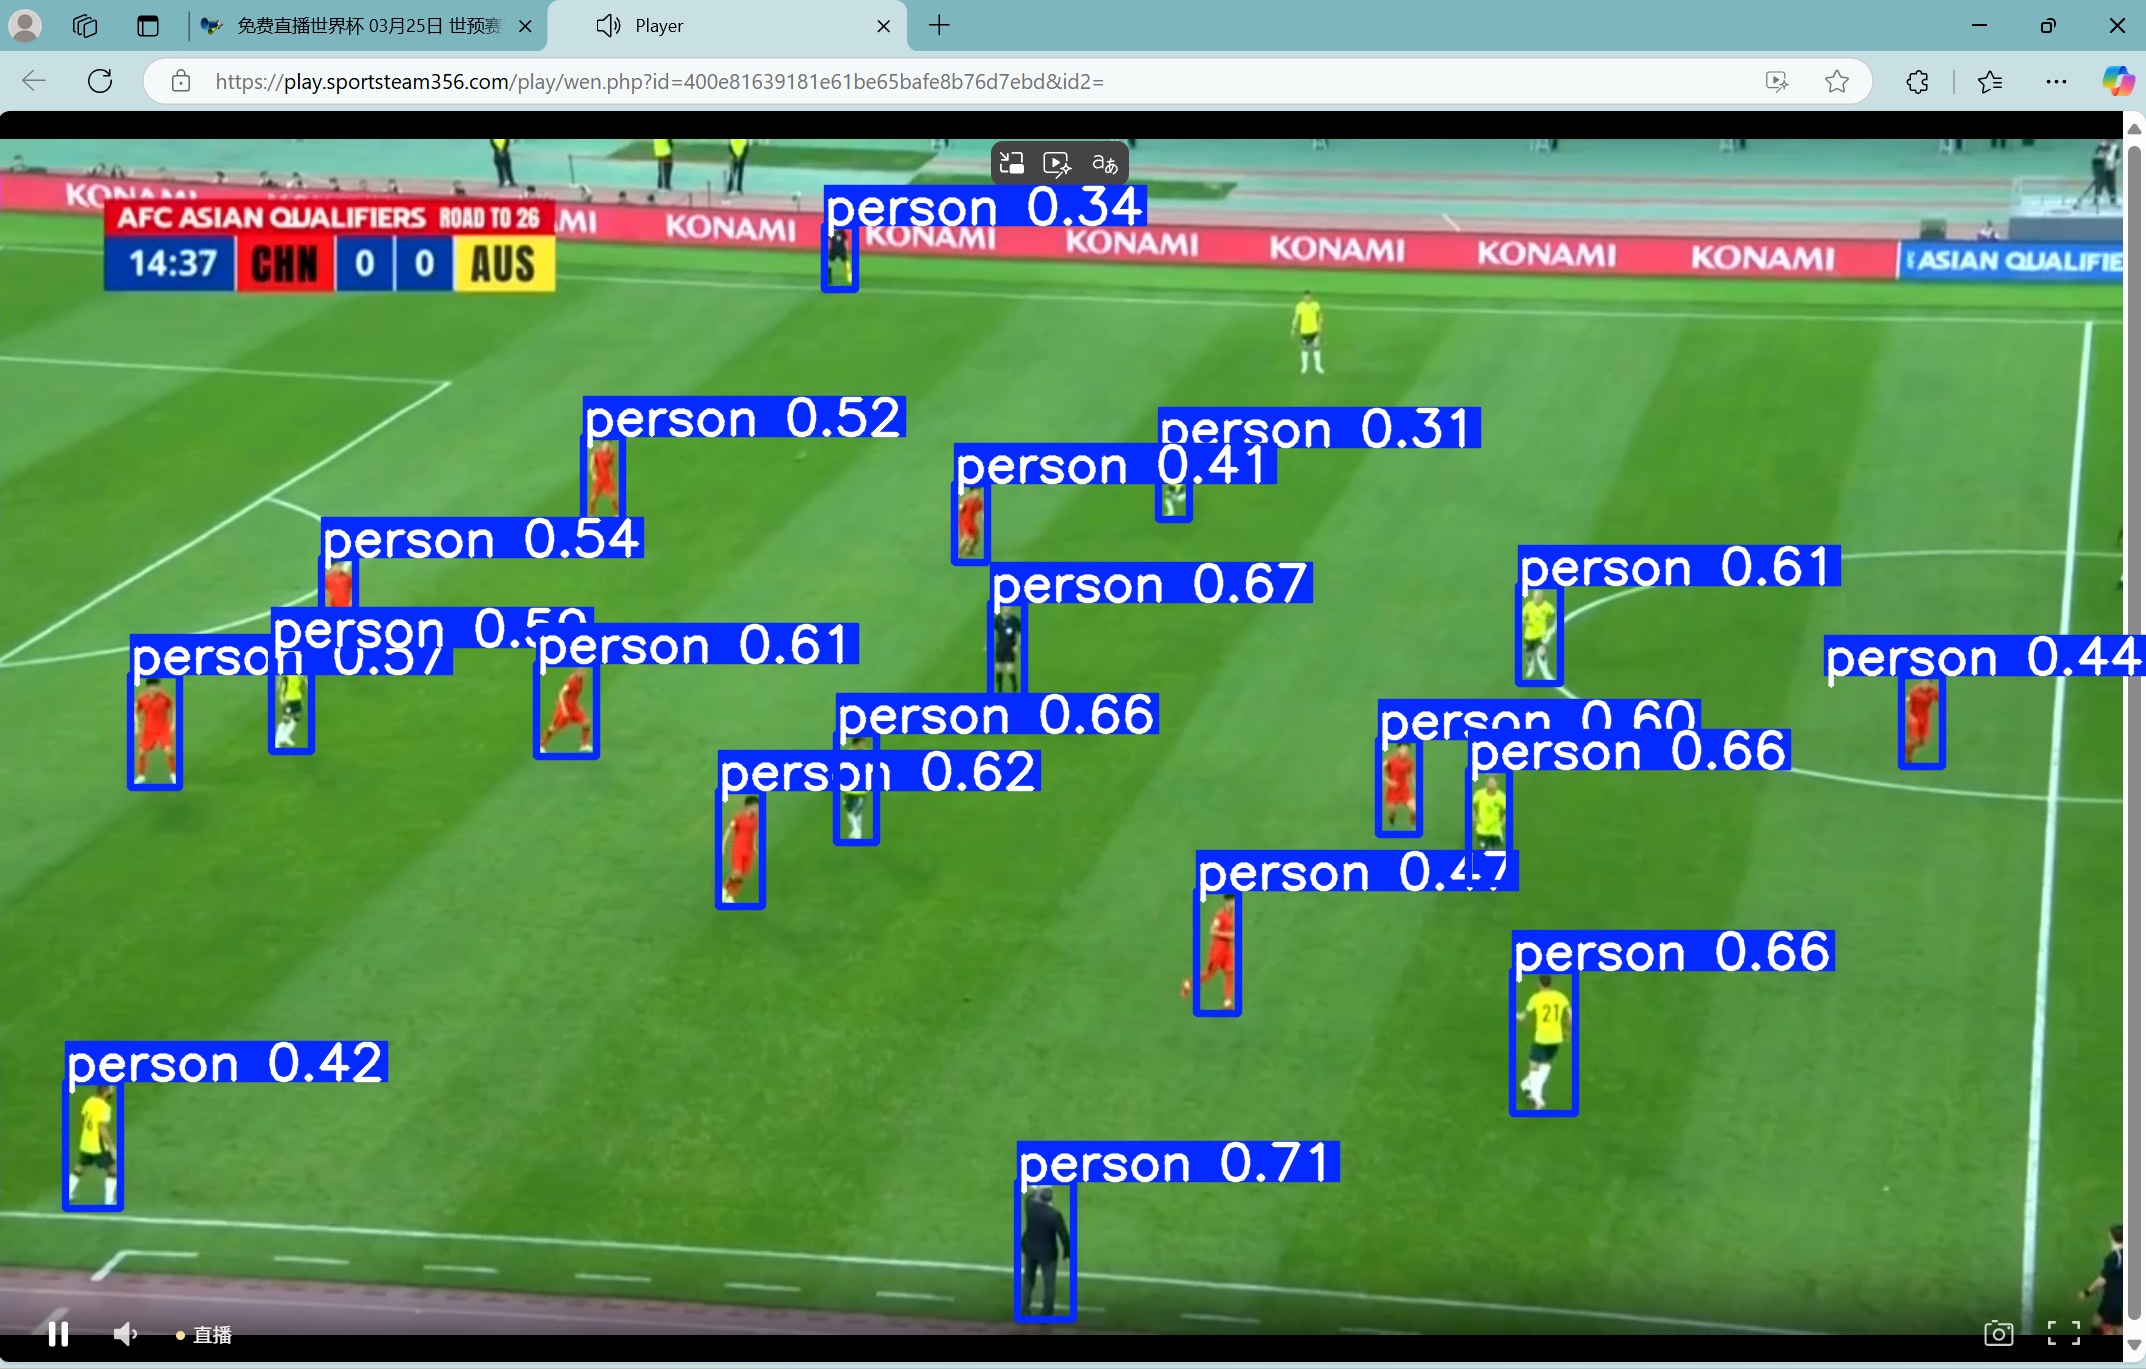 免费直播世界杯 03月25日 世预赛
Player
https://play.sportsteam356.com/play/wen.php?id=400e81639181e61be65bafe8b76d7ebd&id2=
aあ
KONAMI
AFC ASIAN QUALIFIERS ROAD TO 26
14:37 CHN 0 0 AUS
KONAMI KONAMI KONAMI KONAMI KONAMI KONAMI
ASIAN QUALIFIE
person 0.34
person 0.52
person 0.31
person 0.41
person 0.54
person 0.61
person 0.67
person 0.59
person 0.61
person 0.57
person 0.44
person 0.66
person 0.60
person 0.66
person 0.62
person 0.47
person 0.66
21
person 0.42
person 0.71
直播